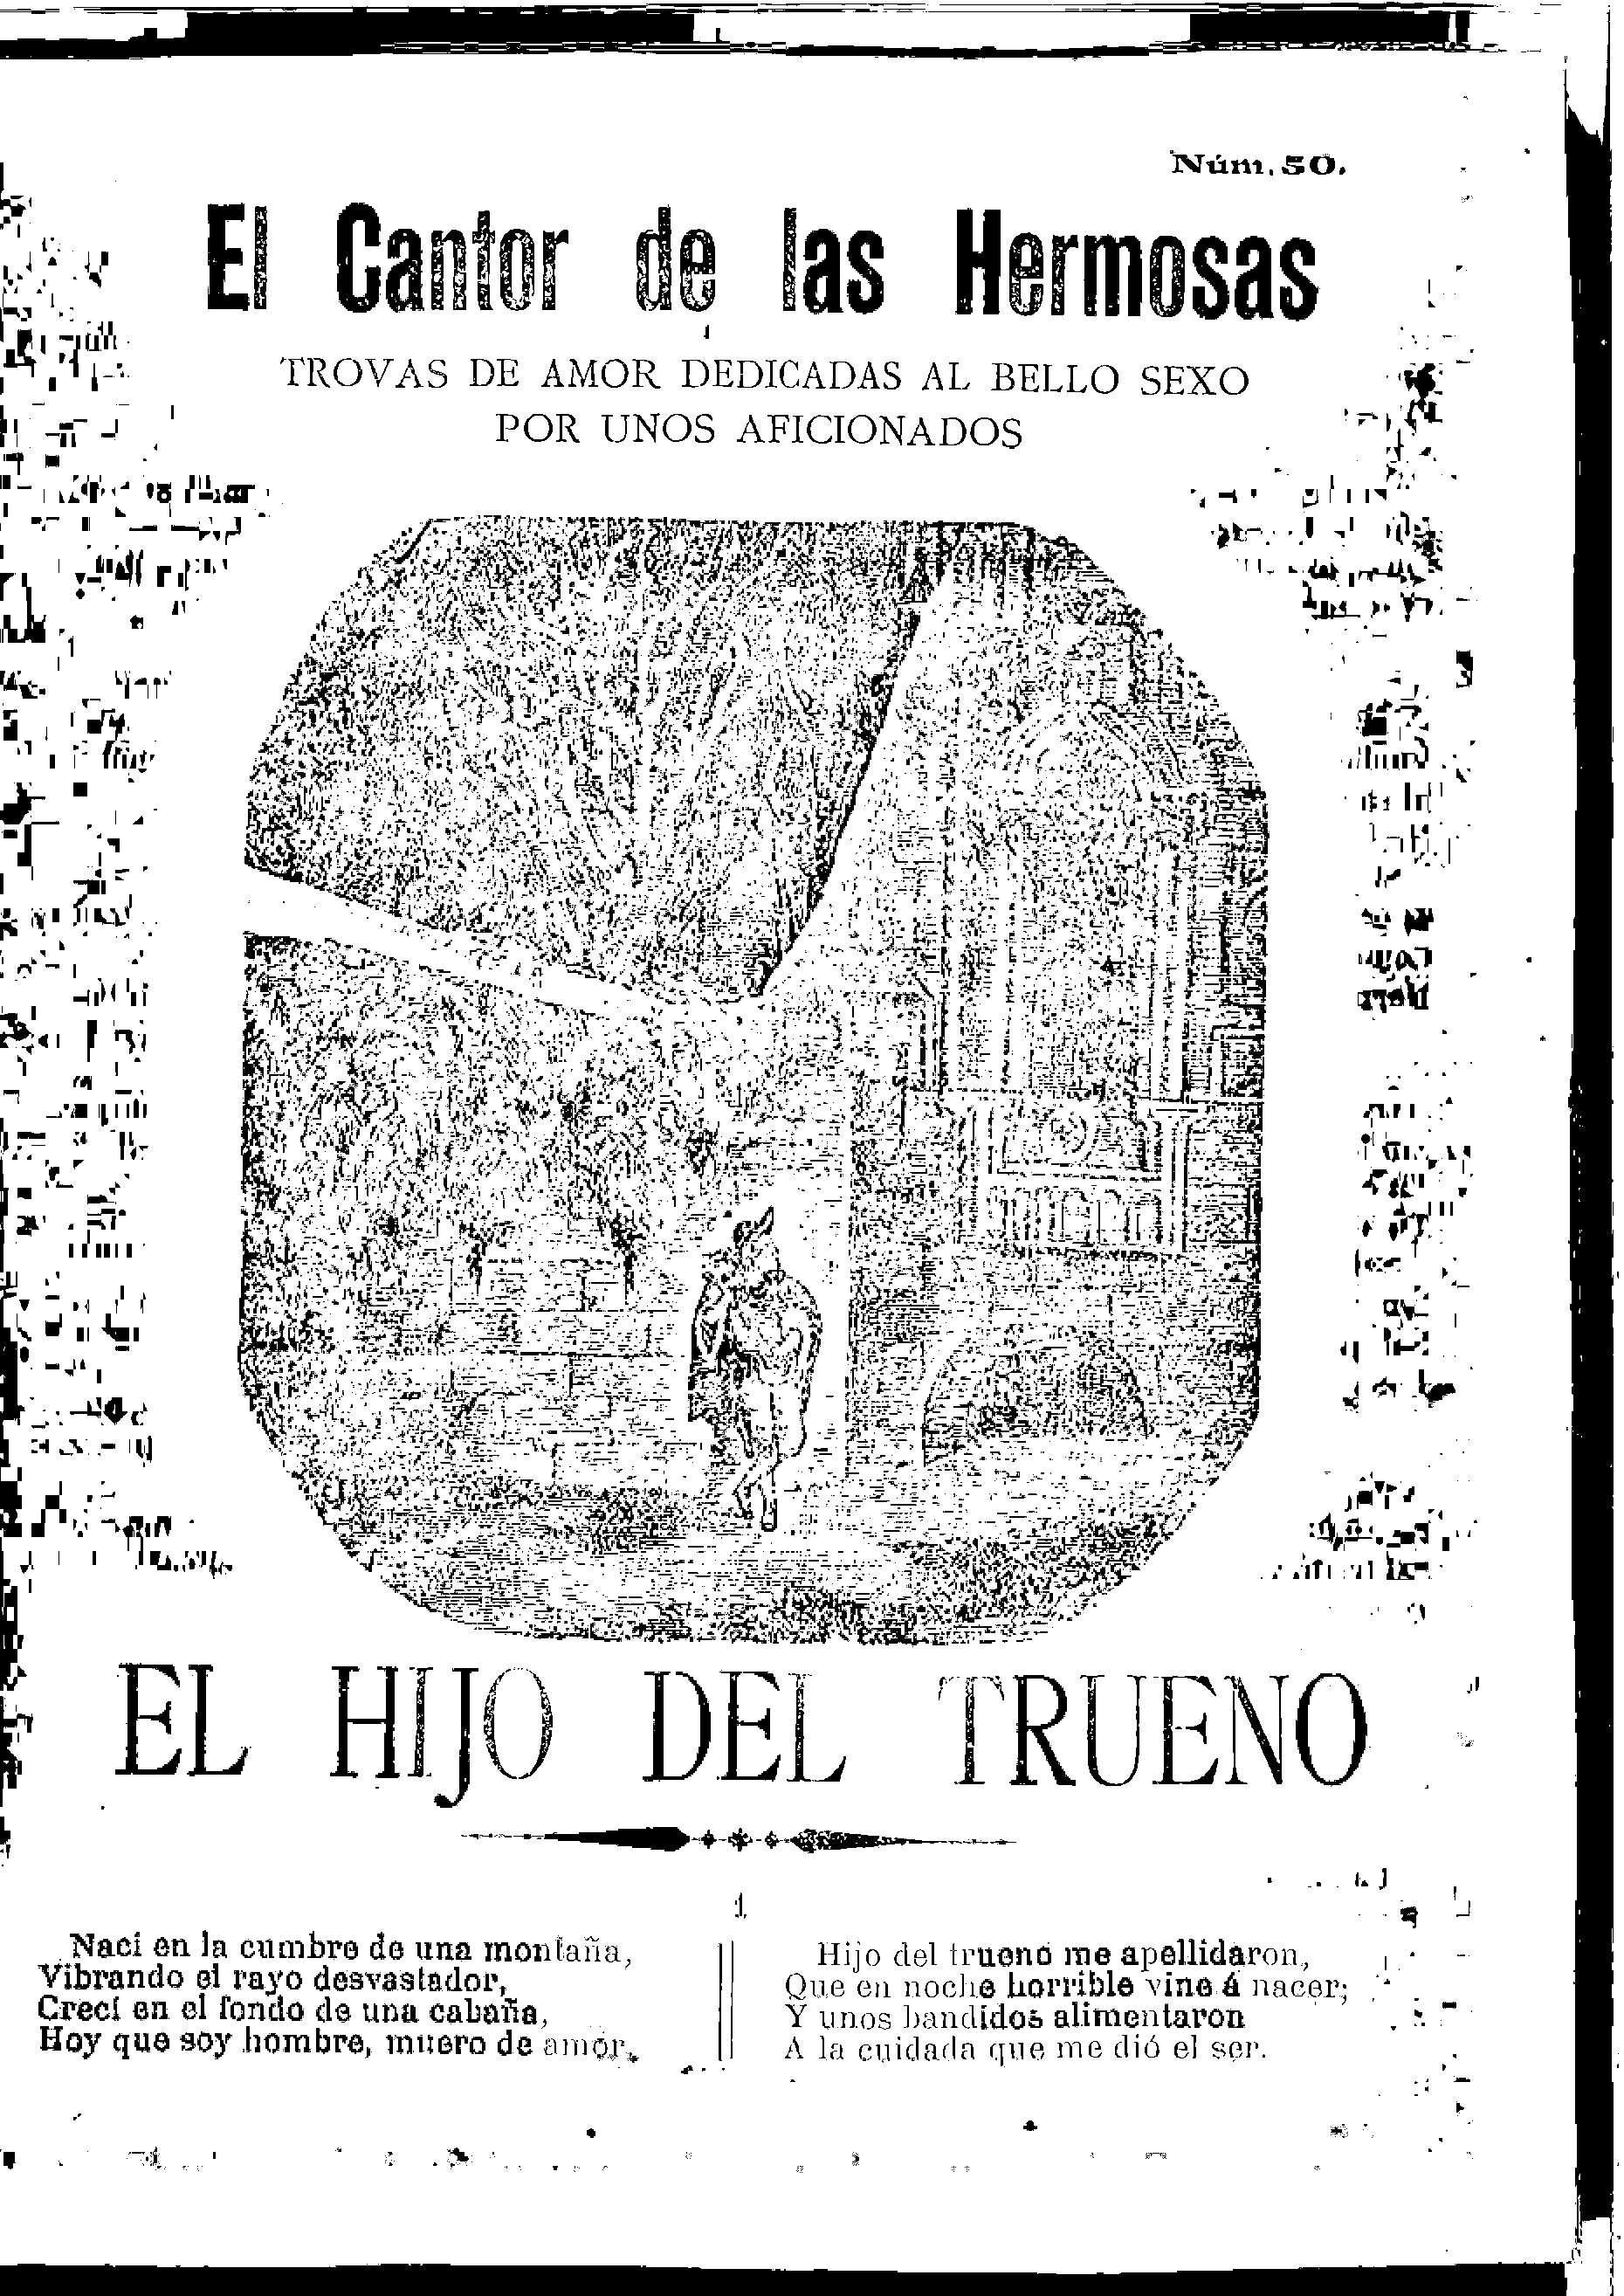 Núm. 50.
El Cantor de las Hermosas
TROVAS DE AMOR DEDICADAS AL BELLO SEXO
POR UNOS AFICIONADOS
EL HIJO DEL TRUENO
1
Nací en la cumbre de una montaña,
Vibrando el rayo desvastador,
Crecí en el fondo de una cabaña,
Hoy que soy hombre, muero de amor.
Hijo del trueno me apellidaron,
Que en noche horrible vine á nacer;
Y unos bandidos alimentaron
A la cuidada que me dió el ser.